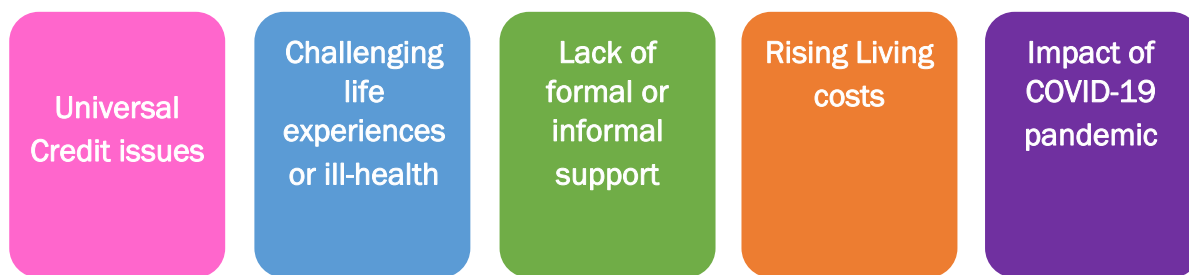 Universal
Credit issues
Challenging
life
experiences
or ill-health
Lack of
formal or
informal
support
Rising Living
costs
Impact of
COVID-19
pandemic